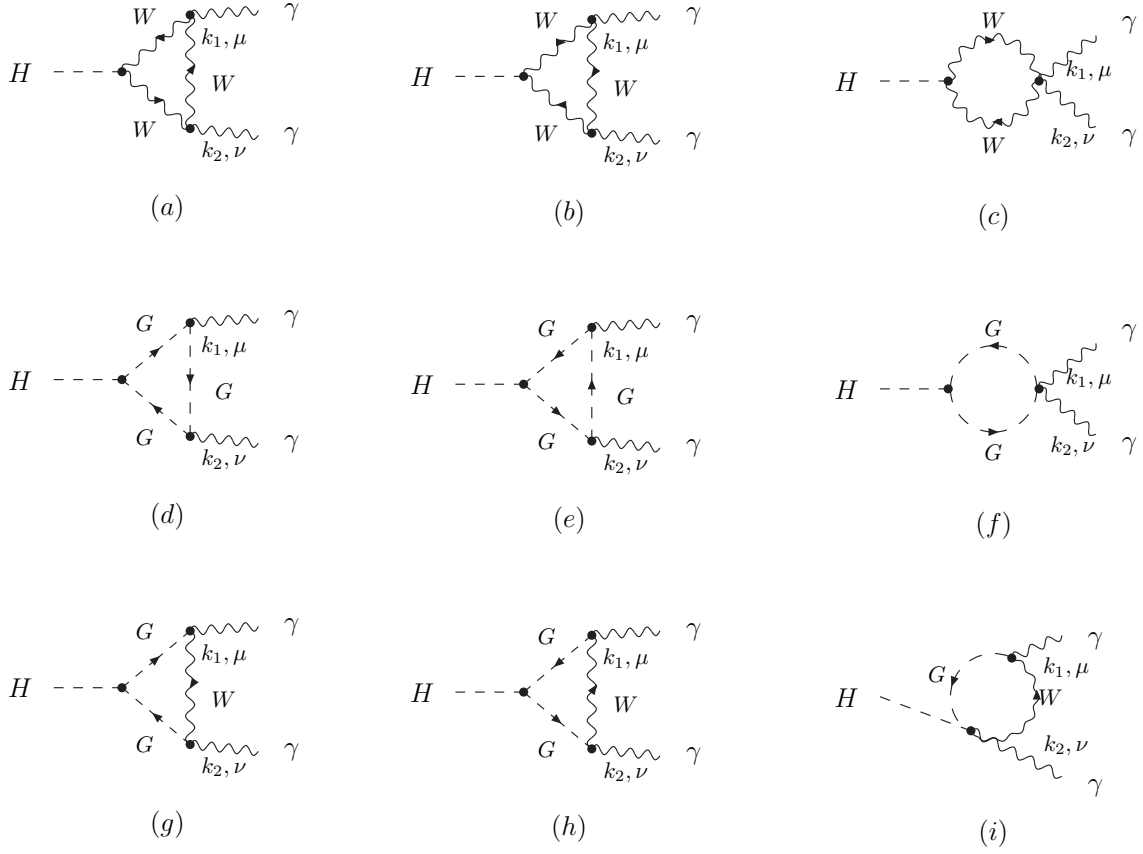 W γ W γ W γ
k₁, μ k₁, μ k₁, μ
H W H W H
W W W k₂, ν γ
k₂, ν γ k₂, ν γ
(a) (b) (c)
G γ G γ G γ
k₁, μ k₁, μ k₁, μ
H G H G H
G G G k₂, ν γ
k₂, ν γ k₂, ν γ
(d) (e) (f)
G γ G γ γ
k₁, μ k₁, μ G k₁, μ
H W H W H W
G G k₂, ν
k₂, ν γ k₂, ν γ γ
(g) (h) (i)